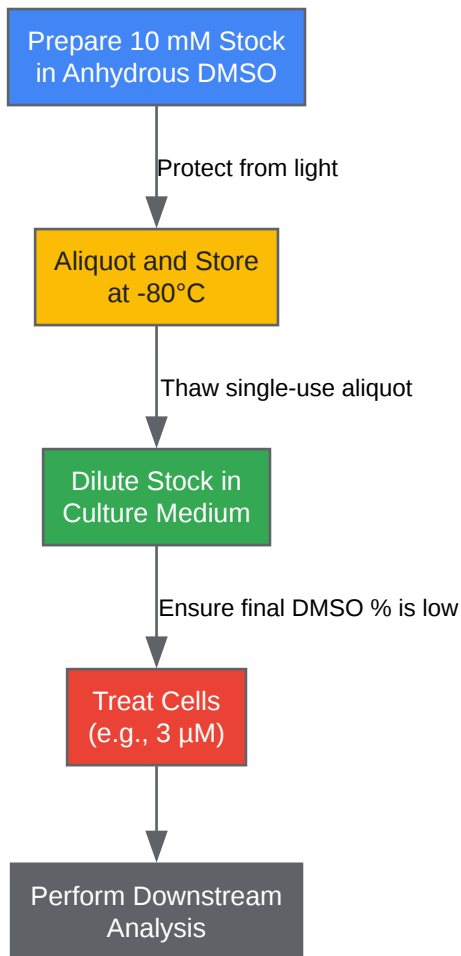 Prepare 10 mM Stock
in Anhydrous DMSO
Protect from light
Aliquot and Store
at -80°C
Thaw single-use aliquot
Dilute Stock in
Culture Medium
Ensure final DMSO % is low
Treat Cells
(e.g., 3 µM)
Perform Downstream
Analysis